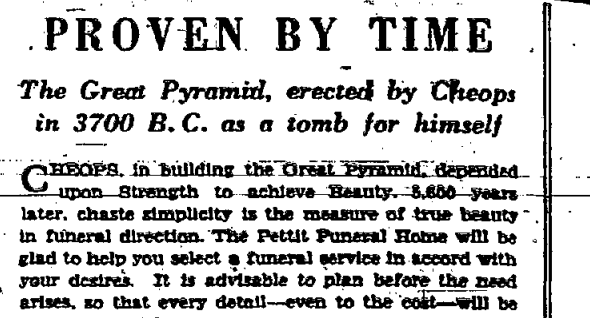 PROVEN BY TIME
The Great Pyramid, erected by Cheops
in 3700 B.C. as a tomb for himself
CHEOPS, in building the Great Pyramid, depended
upon Strength to achieve Beauty. 5,600 years
later, chaste simplicity is the measure of true beauty
in funeral direction. The Pettit Funeral Home will be
glad to help you select a funeral service in accord with
your desires. It is advisable to plan before the need
arises, so that every detail—even to the cost—will be